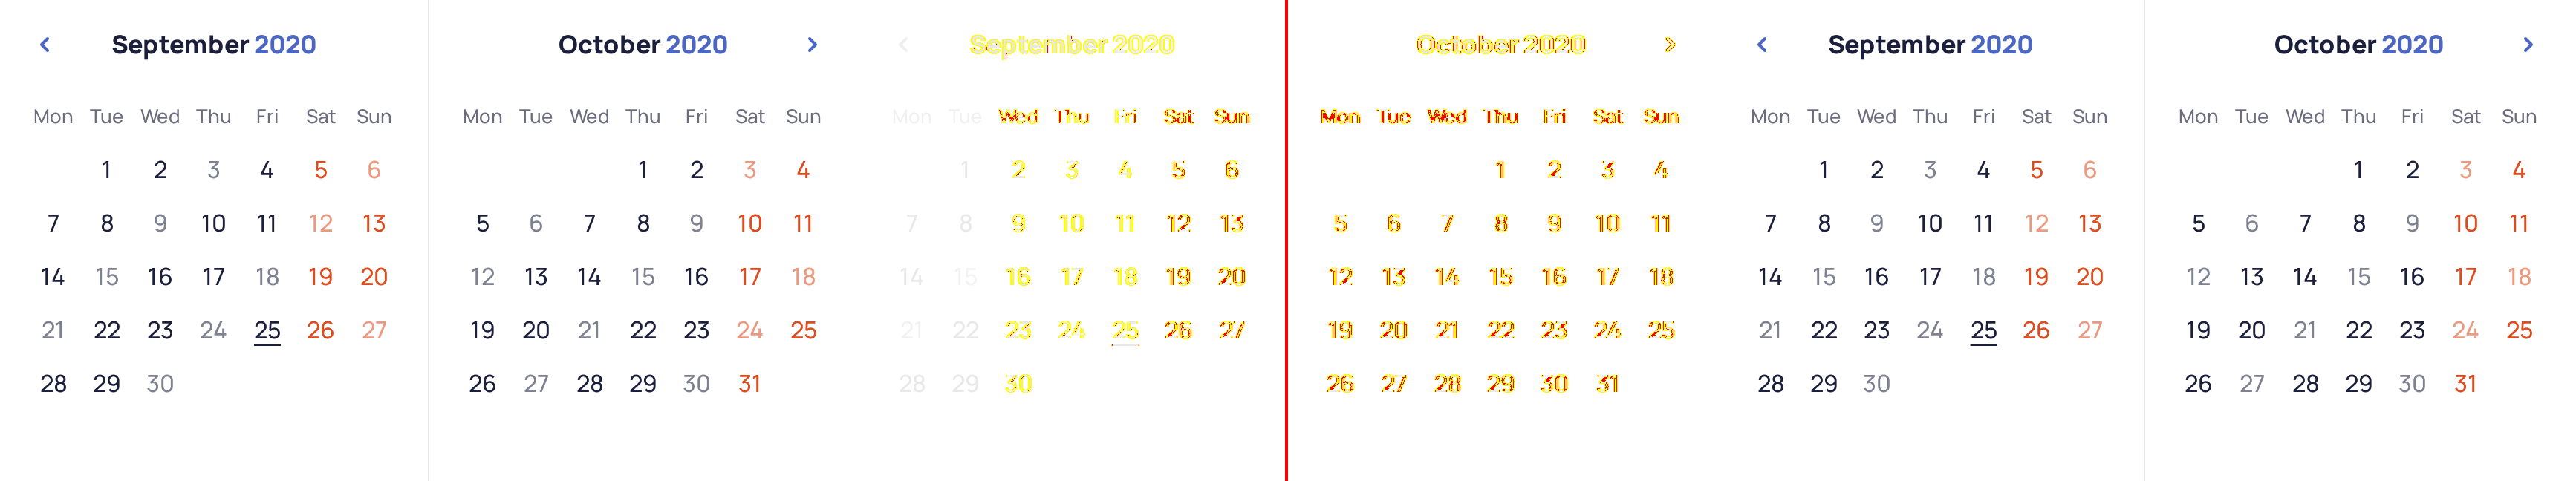 September 2020 October 2020 September 2020 October 2020 September 2020 October 2020
Mon Tue Wed Thu Fri Sat Sun Mon Tue Wed Thu Fri Sat Sun Mon Tue Wed Thu Fri Sat Sun Mon Tue Wed Thu Fri Sat Sun Mon Tue Wed Thu Fri Sat Sun Mon Tue Wed Thu Fri Sat Sun
1 2 3 4 5 6 1 2 3 4 1 2 3 4 5 6 1 2 3 4 1 2 3 4 5 6 1 2 3 4
7 8 9 10 11 12 13 5 6 7 8 9 10 11 7 8 9 10 11 12 13 5 6 7 8 9 10 11 7 8 9 10 11 12 13 5 6 7 8 9 10 11
14 15 16 17 18 19 20 12 13 14 15 16 17 18 14 15 16 17 18 19 20 12 13 14 15 16 17 18 14 15 16 17 18 19 20 12 13 14 15 16 17 18
21 22 23 24 25 26 27 19 20 21 22 23 24 25 21 22 23 24 25 26 27 19 20 21 22 23 24 25 21 22 23 24 25 26 27 19 20 21 22 23 24 25
28 29 30 26 27 28 29 30 31 28 29 30 26 27 28 29 30 31 28 29 30 26 27 28 29 30 31